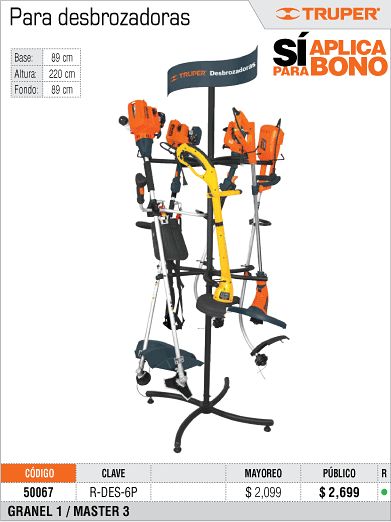 Para desbrozadoras
TRUPER®
SÍ APLICA
PARA BONO
Base: 89 cm
Altura: 220 cm
Fondo: 89 cm
TRUPER® Desbrozadoras
CÓDIGO CLAVE MAYOREO PÚBLICO R
50067 R-DES-6P $ 2,099 $ 2,699
GRANEL 1 / MASTER 3